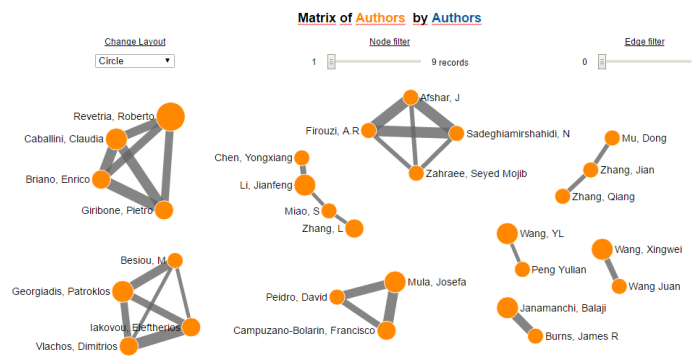 Matrix of Authors by Authors
Change Layout
Node filter
Edge filter
Circle
1
9 records
0
Revetria, Roberto
Caballini, Claudia
Briano, Enrico
Giribone, Pietro
Afshar, J
Firouzi, A.R
Sadeghiamirshahidi, N
Zahraee, Seyed Mojib
Chen, Yongxiang
Li, Jianfeng
Miao, S
Zhang, L
Mu, Dong
Zhang, Jian
Zhang, Qiang
Besiou, M
Georgiadis, Patroklos
Iakovou, Eleftherios
Vlachos, Dimitrios
Mula, Josefa
Peidro, David
Campuzano-Bolarin, Francisco
Wang, YL
Peng Yulian
Wang, Xingwei
Wang Juan
Janamanchi, Balaji
Burns, James R